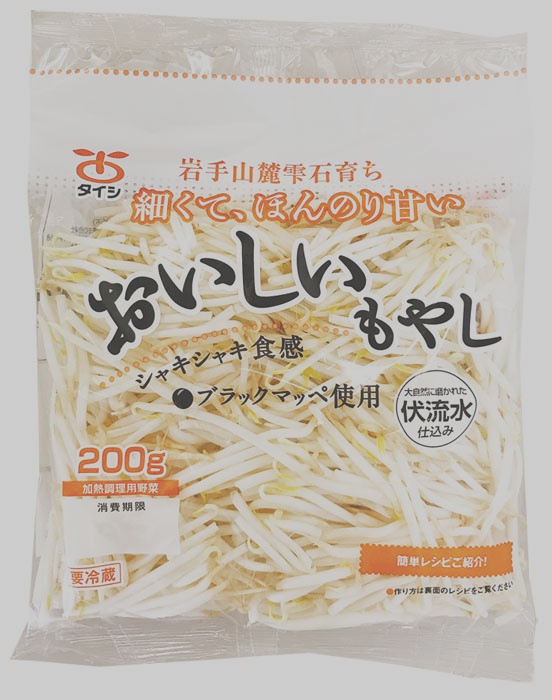 タイシ
岩手山麓雫石育ち
細くて、ほんのり甘い
おいしい
もやし
シャキシャキ食感
ブラックマッペ使用
大自然に磨かれた
伏流水
仕込み
200g
加熱調理用野菜
消費期限
要冷蔵
簡単レシピご紹介!
●作り方は裏面のレシピをご覧ください